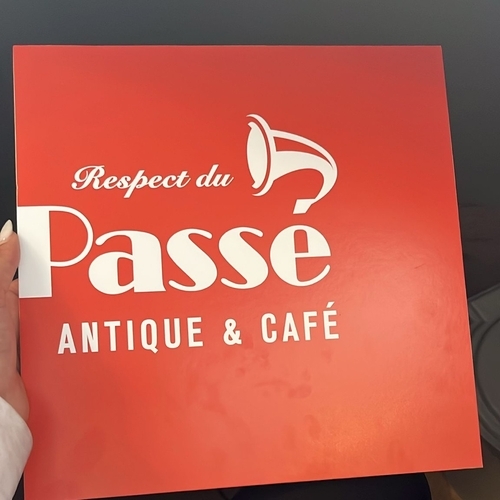 Respect du
Passé
ANTIQUE & CAFÉ